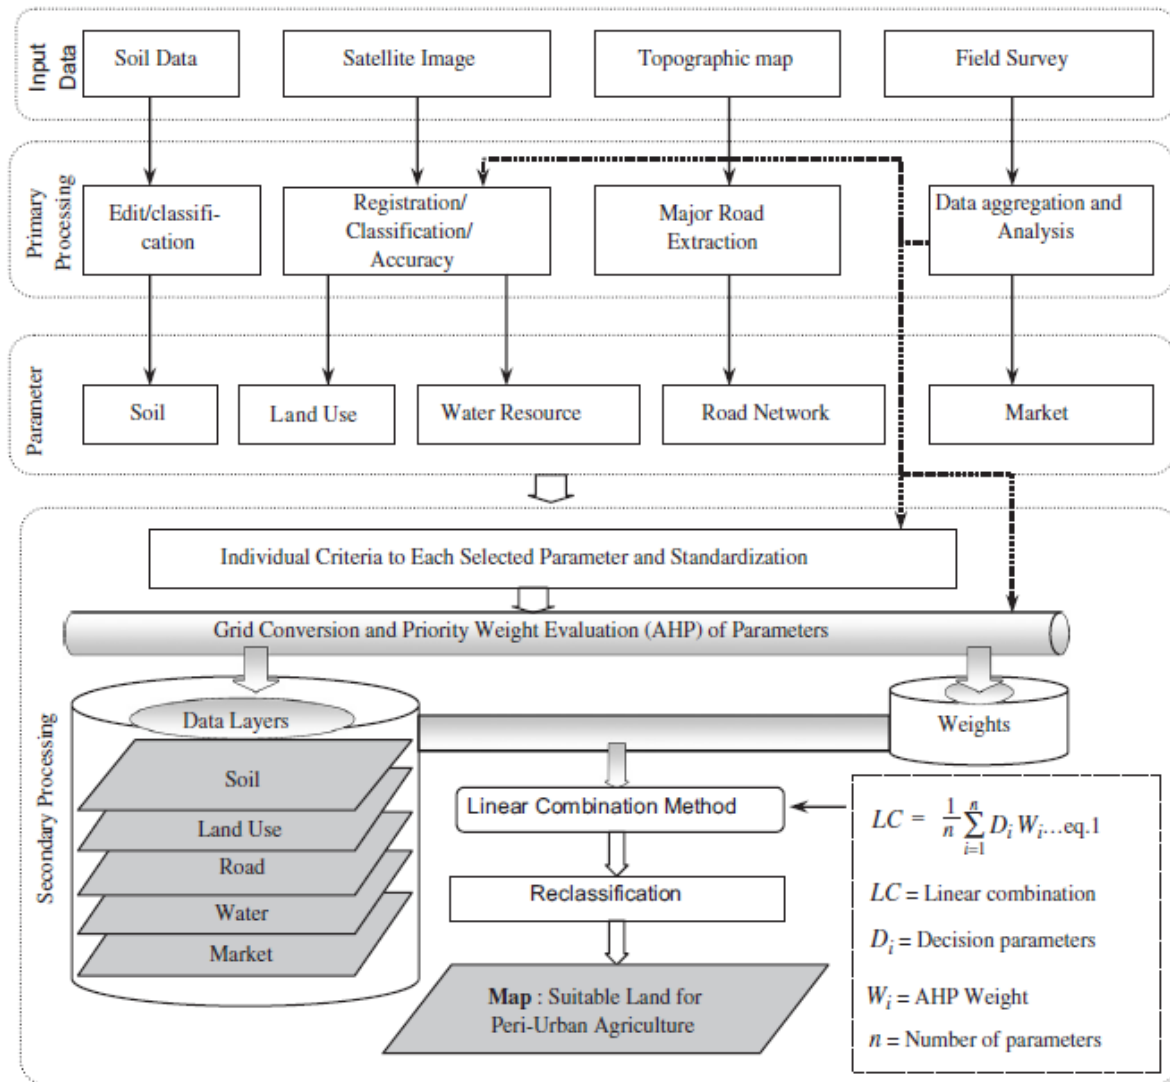 Input
Data
Soil Data
Satellite Image
Topographic map
Field Survey
Primary
Processing
Edit/classifi-
cation
Registration/
Classification/
Accuracy
Major Road
Extraction
Data aggregation and
Analysis
Parameter
Soil
Land Use
Water Resource
Road Network
Market
Secondary Processing
Individual Criteria to Each Selected Parameter and Standardization
Grid Conversion and Priority Weight Evaluation (AHP) of Parameters
Data Layers
Soil
Land Use
Road
Water
Market
Weights
Linear Combination Method
Reclassification
Map : Suitable Land for
Peri-Urban Agriculture
LC = 1/n ∑_{i=1}^{n} D_i W_i...eq.1
LC = Linear combination
D_i = Decision parameters
W_i = AHP Weight
n = Number of parameters